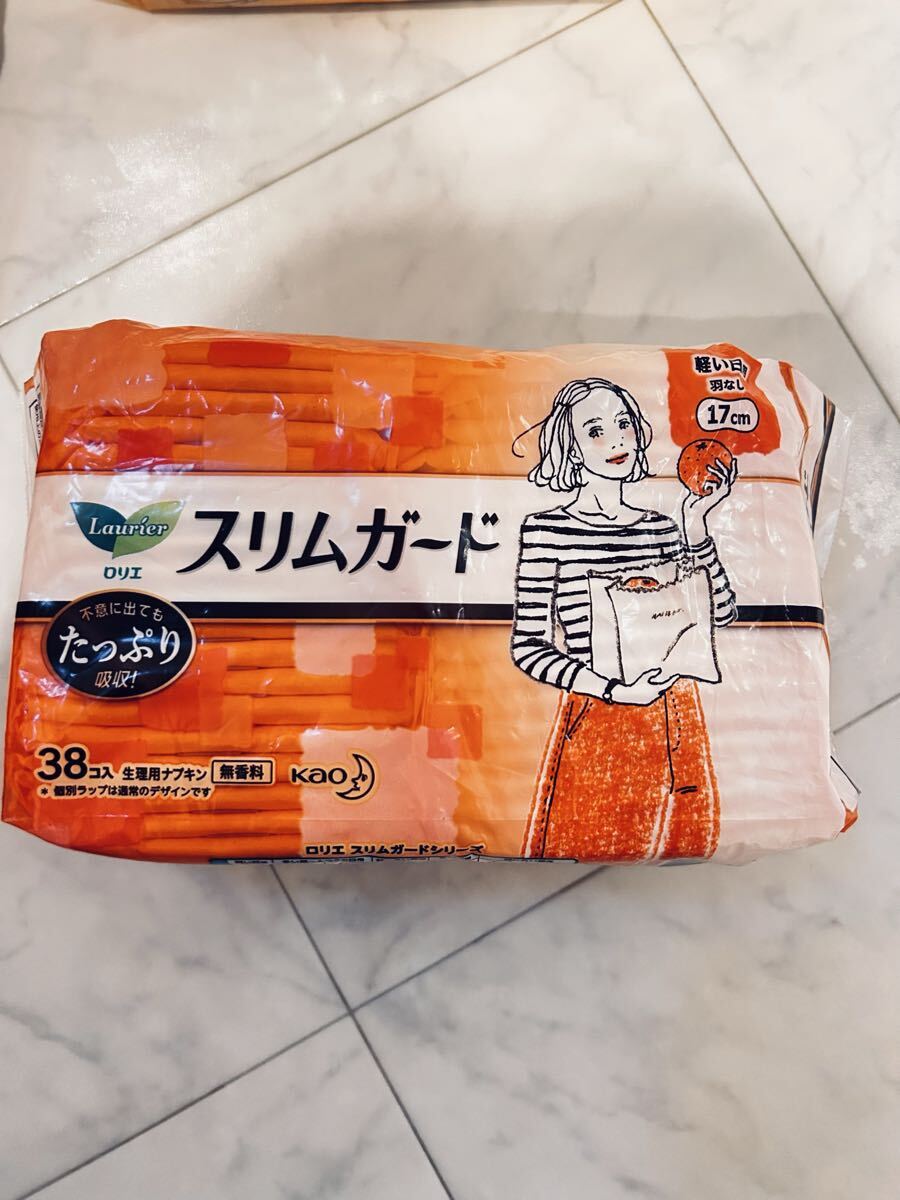 軽い日用
羽なし
17cm
Laurier
ロリエ
スリムガード
不意に出ても
たっぷり
吸収!
38コ入 生理用ナプキン 無香料
Kao
* 個別ラップは通常のデザインです
ロリエ スリムガードシリーズ